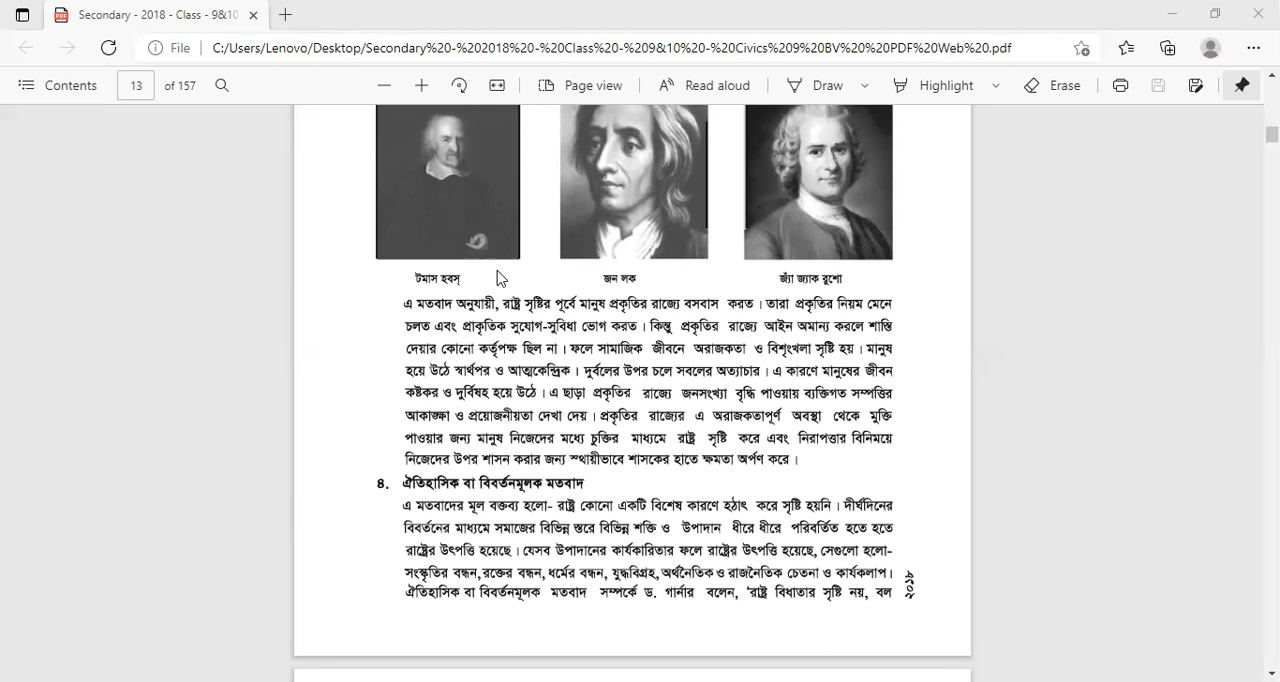 Secondary - 2018 - Class - 9&10
File C:/Users/Lenovo/Desktop/Secondary%20-%202018%20-%20Class%20-%209&10%20-%20Civics%209%20BV%20%20PDF%20Web%20.pdf
Contents 13 of 157 Page view Read aloud Draw Highlight Erase
টমাস হবস্ জন লক জ্যাঁ জ্যাক রুশো
এ মতবাদ অনুযায়ী, রাষ্ট্র সৃষ্টির পূর্বে মানুষ প্রকৃতির রাজ্যে বসবাস করত। তারা প্রকৃতির নিয়ম মেনে
চলত এবং প্রাকৃতিক সুযোগ-সুবিধা ভোগ করত। কিন্তু প্রকৃতির রাজ্যে আইন অমান্য করলে শাস্তি
দেয়ার কোনো কর্তৃপক্ষ ছিল না। ফলে সামাজিক জীবনে অরাজকতা ও বিশৃংখলা সৃষ্টি হয়। মানুষ
হয়ে উঠে স্বার্থপর ও আত্মকেন্দ্রিক। দুর্বলের উপর চলে সবলের অত্যাচার। এ কারণে মানুষের জীবন
কষ্টকর ও দুর্বিষহ হয়ে উঠে। এ ছাড়া প্রকৃতির রাজ্যে জনসংখ্যা বৃদ্ধি পাওয়ায় ব্যক্তিগত সম্পত্তির
আকাঙ্ক্ষা ও প্রয়োজনীয়তা দেখা দেয়। প্রকৃতির রাজ্যের এ অরাজকতাপূর্ণ অবস্থা থেকে মুক্তি
পাওয়ার জন্য মানুষ নিজেদের মধ্যে চুক্তির মাধ্যমে রাষ্ট্র সৃষ্টি করে এবং নিরাপত্তার বিনিময়ে
নিজেদের উপর শাসন করার জন্য স্থায়ীভাবে শাসকের হাতে ক্ষমতা অর্পণ করে।
৪. ঐতিহাসিক বা বিবর্তনমূলক মতবাদ
এ মতবাদের মূল বক্তব্য হলো- রাষ্ট্র কোনো একটি বিশেষ কারণে হঠাৎ করে সৃষ্টি হয়নি। দীর্ঘদিনের
বিবর্তনের মাধ্যমে সমাজের বিভিন্ন স্তরে বিভিন্ন শক্তি ও উপাদান ধীরে ধীরে পরিবর্তিত হতে হতে
রাষ্ট্রের উৎপত্তি হয়েছে। যেসব উপাদানের কার্যকারিতার ফলে রাষ্ট্রের উৎপত্তি হয়েছে, সেগুলো হলো-
সংস্কৃতির বন্ধন, রক্তের বন্ধন, ধর্মের বন্ধন, যুদ্ধবিগ্রহ, অর্থনৈতিক ও রাজনৈতিক চেতনা ও কার্যকলাপ।
ঐতিহাসিক বা বিবর্তনমূলক মতবাদ সম্পর্কে ড. গার্নার বলেন, ‘রাষ্ট্র বিধাতার সৃষ্টি নয়, বল
২০১৮